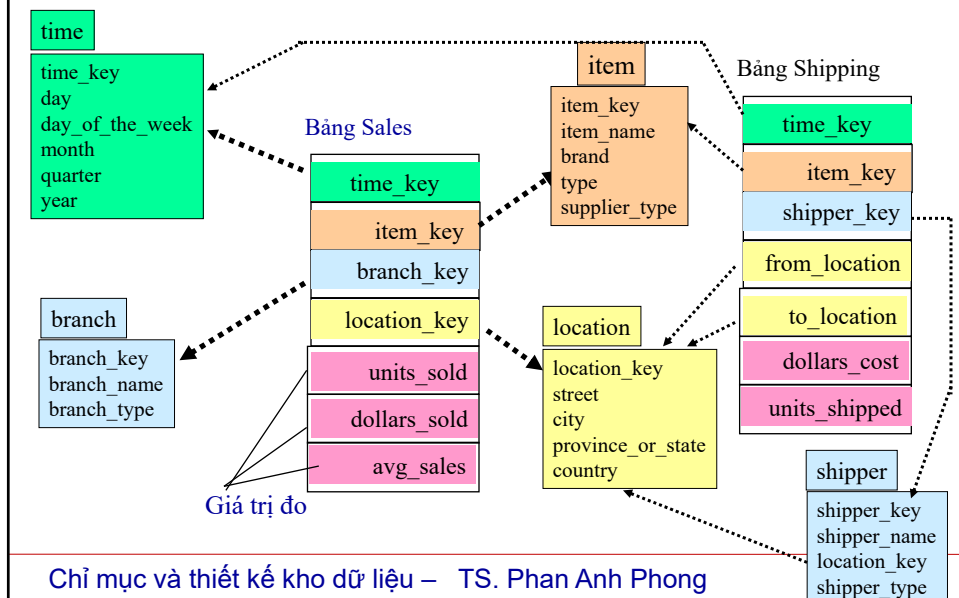 time
time_key
day
day_of_the_week
month
quarter
year
Bảng Sales
time_key
item_key
branch_key
location_key
units_sold
dollars_sold
avg_sales
Giá trị đo
branch
branch_key
branch_name
branch_type
item
item_key
item_name
brand
type
supplier_type
location
location_key
street
city
province_or_state
country
Bảng Shipping
time_key
item_key
shipper_key
from_location
to_location
dollars_cost
units_shipped
shipper
shipper_key
shipper_name
location_key
shipper_type
Chỉ mục và thiết kế kho dữ liệu – TS. Phan Anh Phong